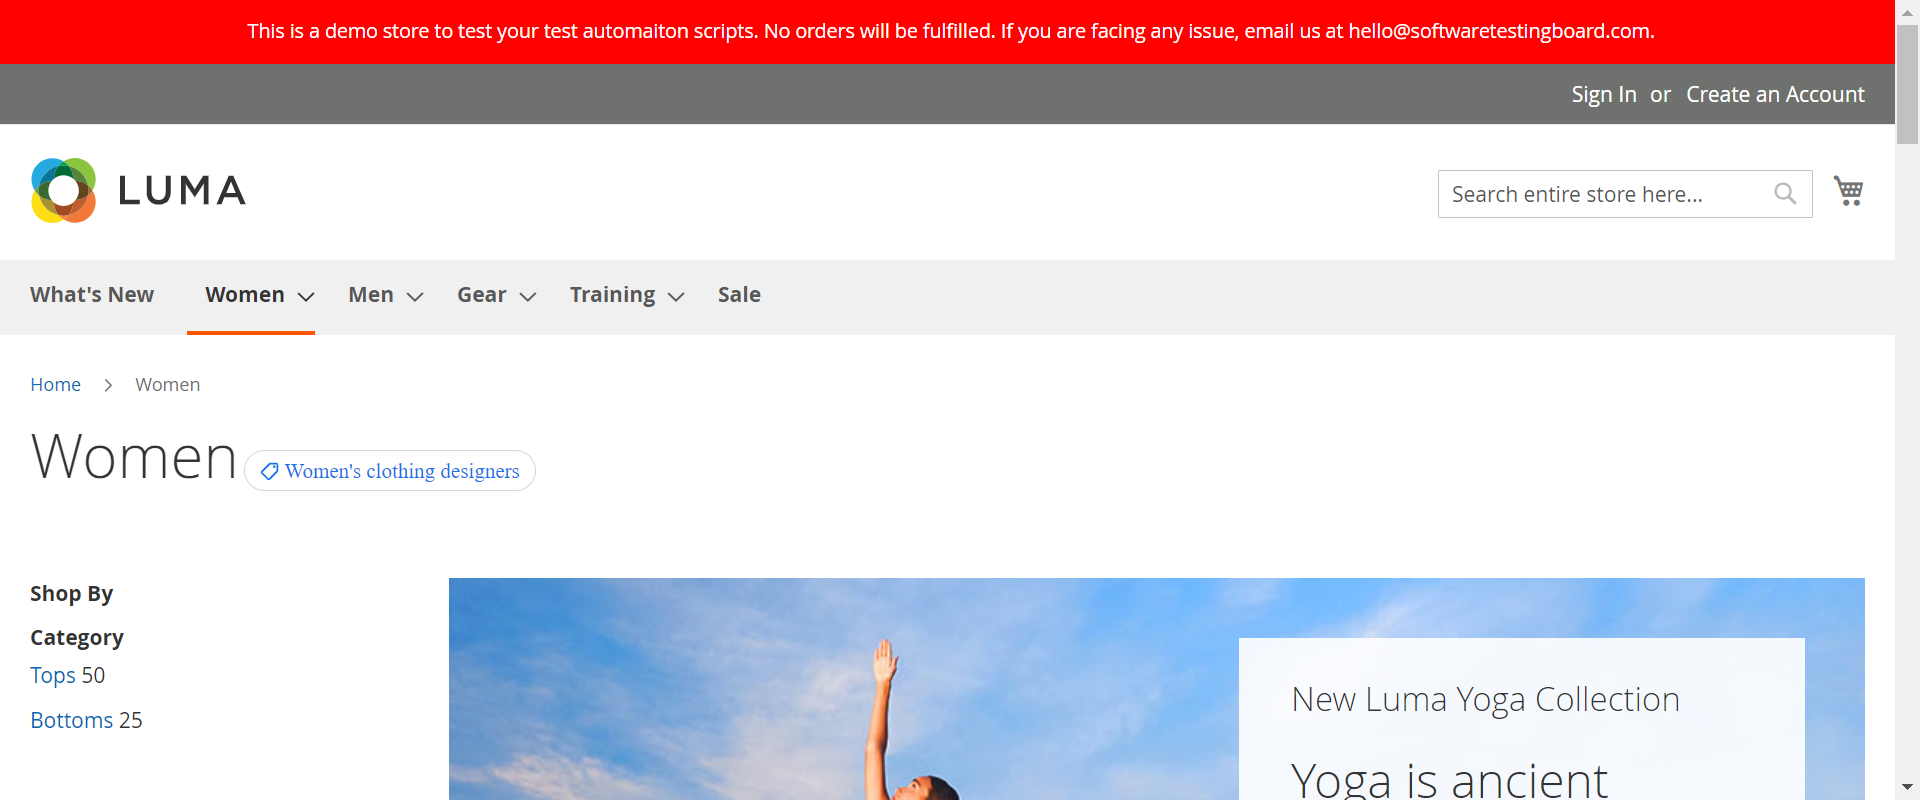 This is a demo store to test your test automaiton scripts. No orders will be fulfilled. If you are facing any issue, email us at hello@softwaretestingboard.com.
Sign In or Create an Account
LUMA
Search entire store here...
What's New Women Men Gear Training Sale
Home > Women
Women
Women's clothing designers
Shop By
Category
Tops 50
Bottoms 25
New Luma Yoga Collection
Yoga is ancient